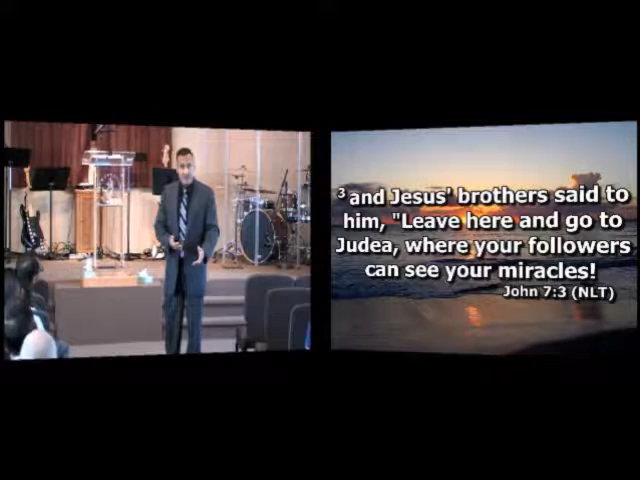 3 and Jesus' brothers said to
him, "Leave here and go to
Judea, where your followers
can see your miracles!
John 7:3 (NLT)